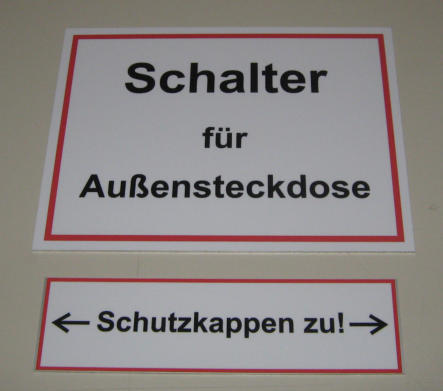 Schalter
für
Außensteckdose
← Schutzkappen zu! →